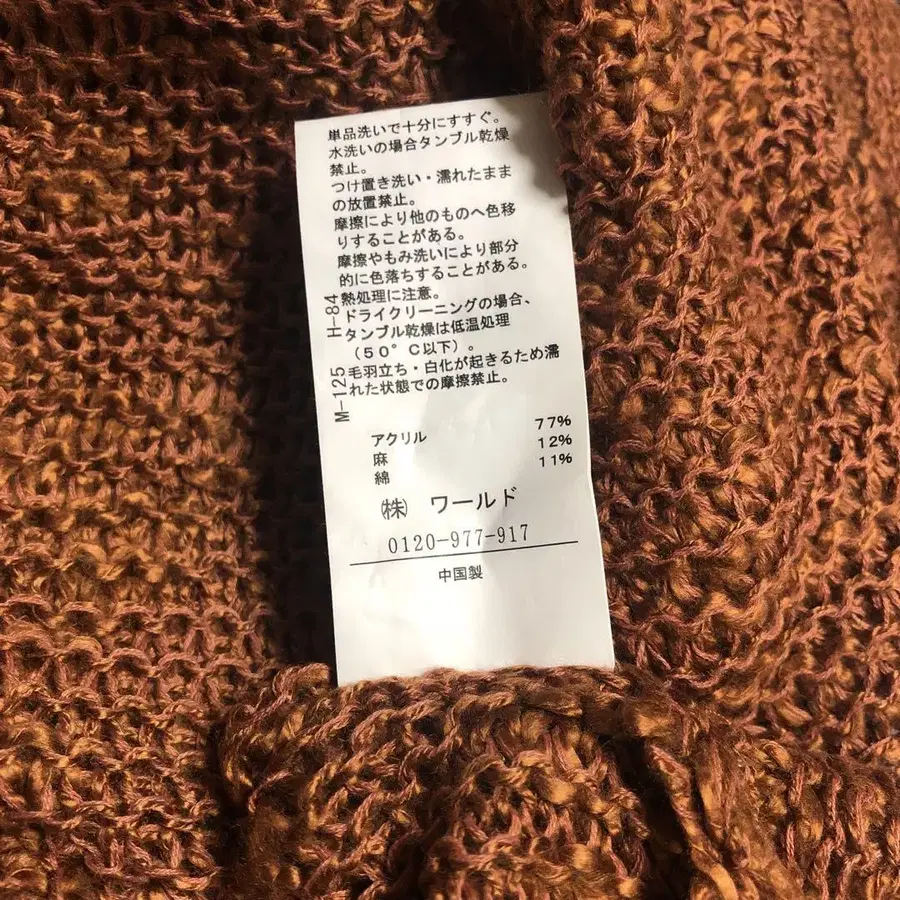 単品洗いで十分にすすぐ。
水洗いの場合タンブル乾燥
禁止。
つけ置き洗い・濡れたまま
の放置禁止。
摩擦により他のものへ色移
りすることがある。
摩擦やもみ洗いにより部分
的に色落ちすることがある。
熱処理に注意。
ドライクリーニングの場合、
タンブル乾燥は低温処理
(50°C以下)。
毛羽立ち・白化が起きるため濡
れた状態での摩擦禁止。
M-125 H-84
アクリル 77%
麻 12%
綿 11%
㈱ ワールド
0120-977-917
中国製